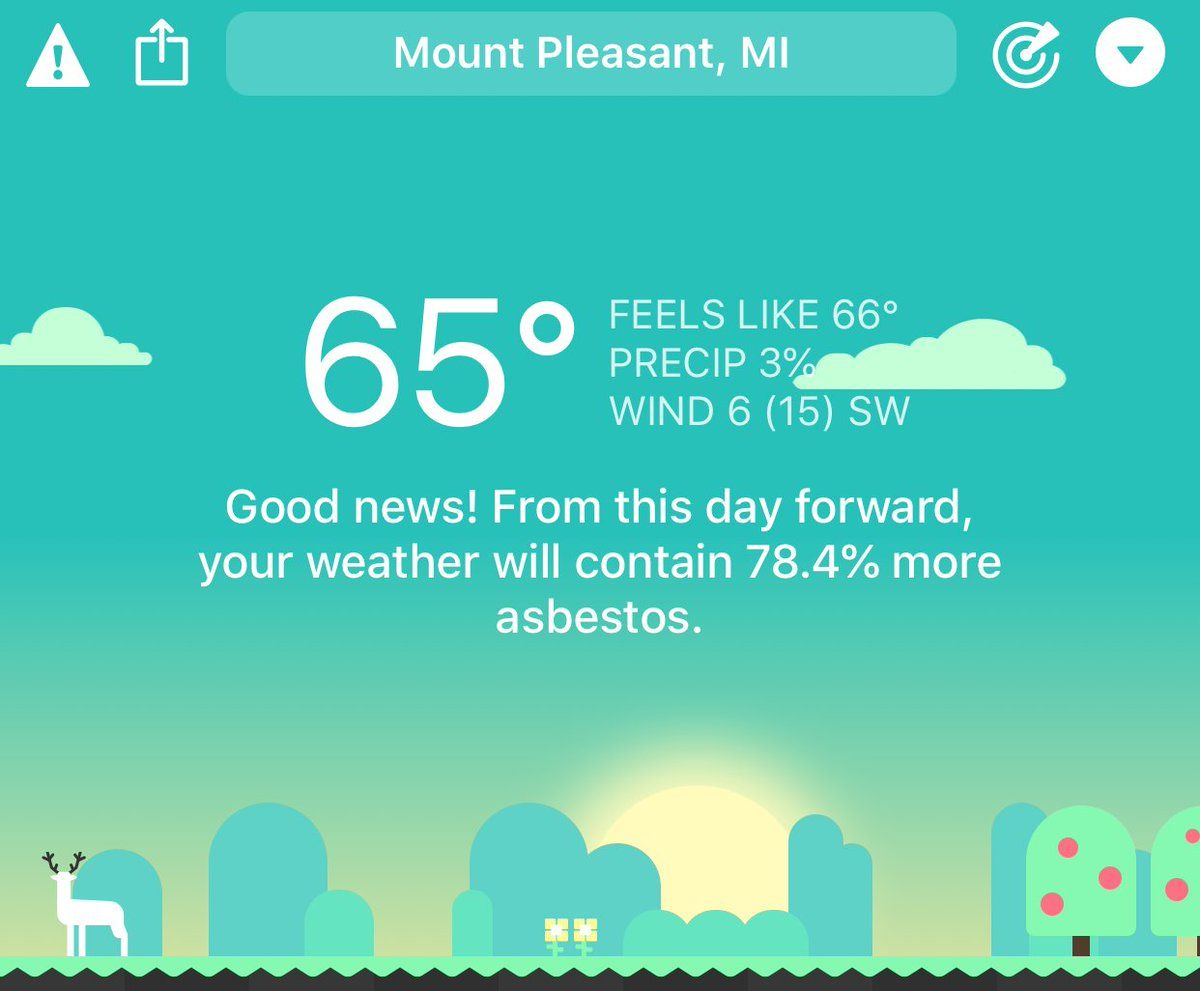 Mount Pleasant, MI
65°
FEELS LIKE 66°
PRECIP 3%
WIND 6 (15) SW
Good news! From this day forward,
your weather will contain 78.4% more
asbestos.